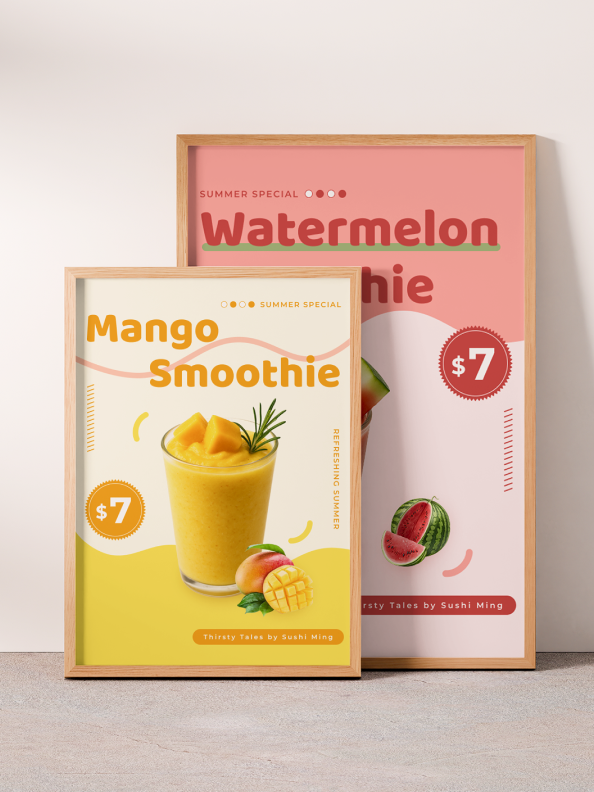 SUMMER SPECIAL
Watermelon
hie
$7
rsty Tales by Sushi Ming
SUMMER SPECIAL
Mango
Smoothie
REFRESHING SUMMER
$7
Thirsty Tales by Sushi Ming